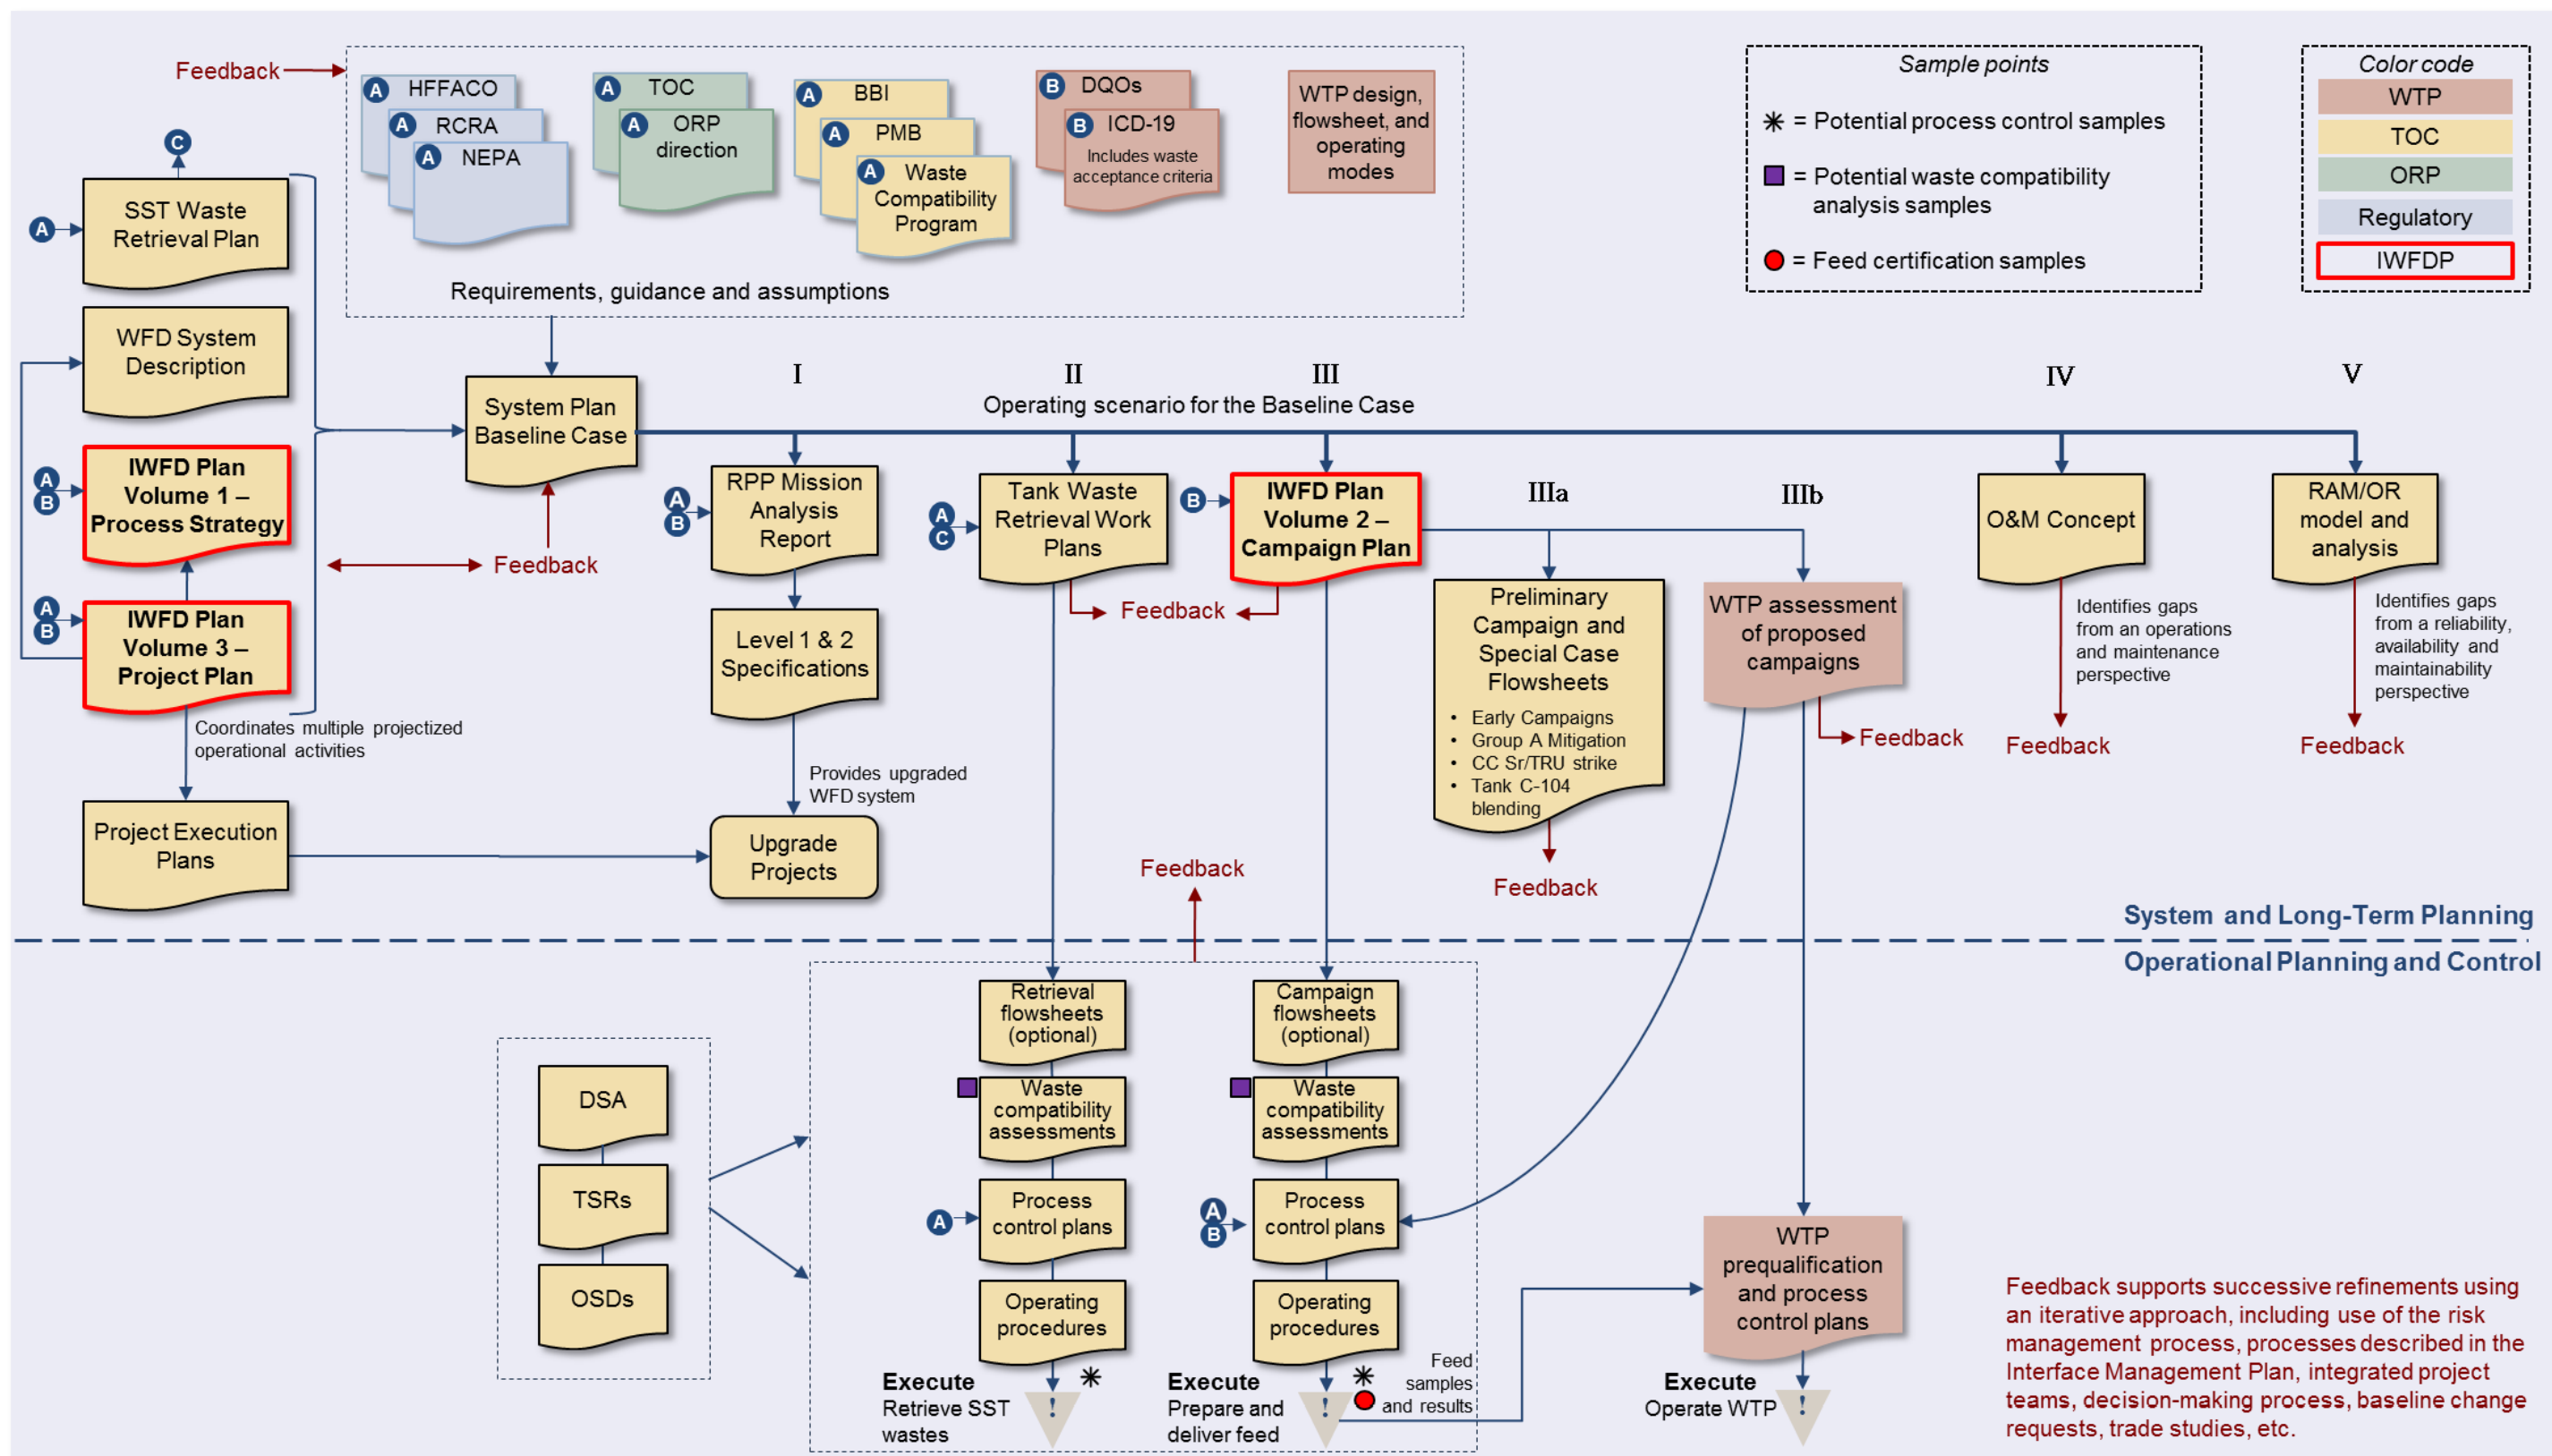 Feedback
A
HFFACO
A
RCRA
A
NEPA
A
TOC
A
ORP
direction
A
BBI
A
PMB
A
Waste
Compatibility
Program
B
DQOs
B
ICD-19
Includes waste
acceptance criteria
WTP design,
flowsheet, and
operating
modes
Requirements, guidance and assumptions
Sample points
= Potential process control samples
= Potential waste compatibility
analysis samples
= Feed certification samples
Color code
WTP
TOC
ORP
Regulatory
IWFDP
C
A
SST Waste
Retrieval Plan
WFD System
Description
A
B
IWFD Plan
Volume 1 –
Process Strategy
A
B
IWFD Plan
Volume 3 –
Project Plan
Coordinates multiple projectized
operational activities
Project Execution
Plans
System Plan
Baseline Case
Feedback
I
II
III
IV
V
Operating scenario for the Baseline Case
A
B
RPP Mission
Analysis
Report
Level 1 & 2
Specifications
Provides upgraded
WFD system
Upgrade
Projects
A
C
Tank Waste
Retrieval Work
Plans
Feedback
B
IWFD Plan
Volume 2 –
Campaign Plan
IIIa
Preliminary
Campaign and
Special Case
Flowsheets
• Early Campaigns
• Group A Mitigation
• CC Sr/TRU strike
• Tank C-104
blending
Feedback
IIIb
WTP assessment
of proposed
campaigns
Feedback
O&M Concept
Identifies gaps
from an operations
and maintenance
perspective
Feedback
RAM/OR
model and
analysis
Identifies gaps
from a reliability,
availability and
maintainability
perspective
Feedback
Feedback
System and Long-Term Planning
Operational Planning and Control
DSA
TSRs
OSDs
Retrieval
flowsheets
(optional)
Waste
compatibility
assessments
A
Process
control plans
Operating
procedures
Execute
Retrieve SST
wastes
!
Campaign
flowsheets
(optional)
Waste
compatibility
assessments
A
B
Process
control plans
Operating
procedures
Execute
Prepare and
deliver feed
!
Feed
samples
and results
WTP
prequalification
and process
control plans
Execute
Operate WTP
!
Feedback supports successive refinements using
an iterative approach, including use of the risk
management process, processes described in the
Interface Management Plan, integrated project
teams, decision-making process, baseline change
requests, trade studies, etc.